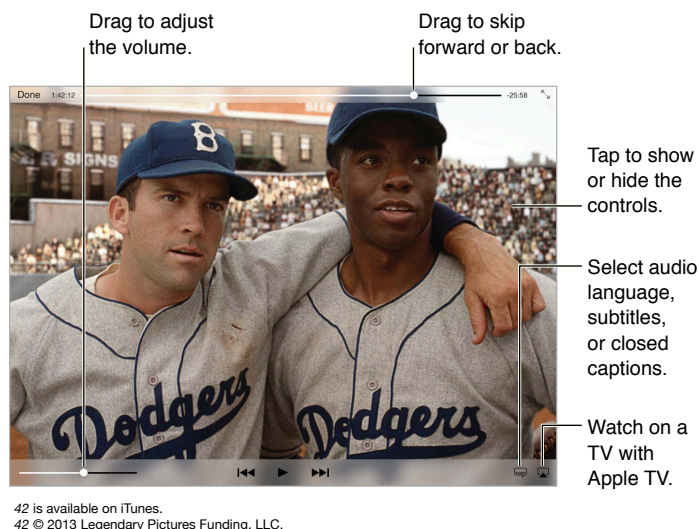 Drag to adjust
the volume.
Drag to skip
forward or back.
Done 1:42:12
-25:58
SIGNS
B
Tap to show
or hide the
controls.
Select audio
language,
subtitles,
or closed
captions.
Dodgers
Dodgers
Watch on a
TV with
Apple TV.
42 is available on iTunes.
42 © 2013 Legendary Pictures Funding, LLC.